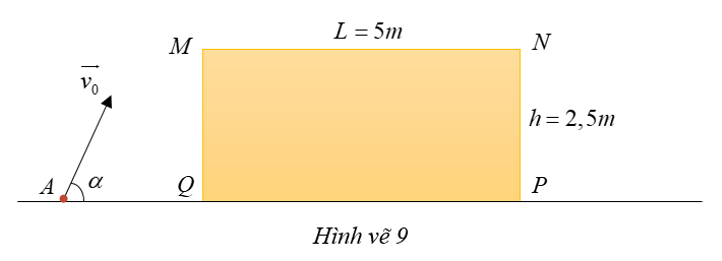 L = 5m
M
N
v₀
h = 2,5m
A
α
Q
P
Hình vẽ 9